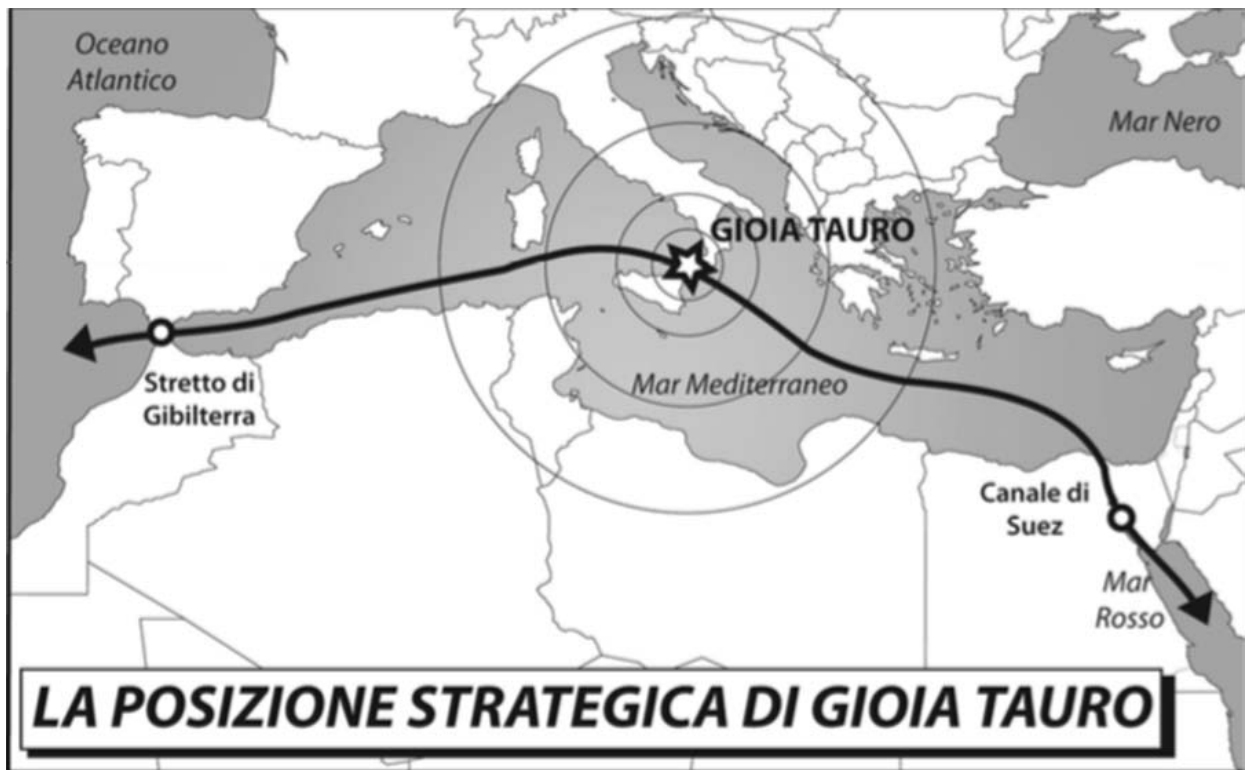 Oceano
Atlantico
Mar Nero
GIOIA TAURO
Stretto di
Gibilterra
Mar Mediterraneo
Canale di
Suez
Mar
Rosso
LA POSIZIONE STRATEGICA DI GIOIA TAURO